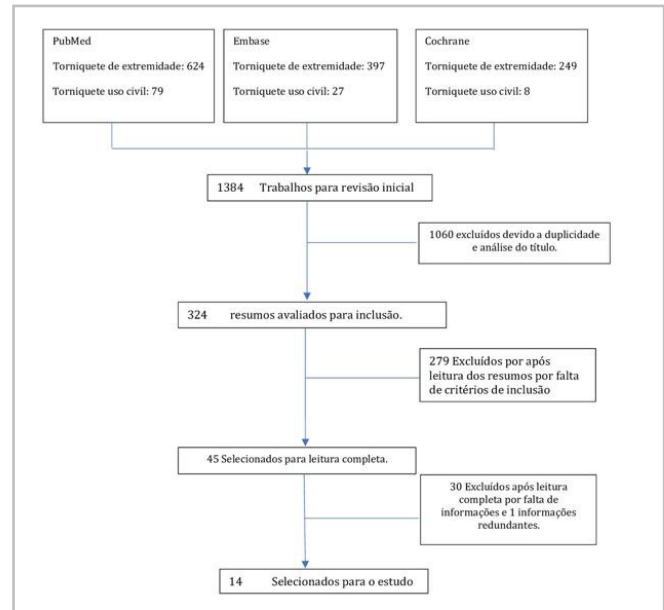 PubMed
Torniquete de extremidade: 624
Torniquete uso civil: 79
Embase
Torniquete de extremidade: 397
Torniquete uso civil: 27
Cochrane
Torniquete de extremidade: 249
Torniquete uso civil: 8
1384 Trabalhos para revisão inicial
1060 excluídos devido a duplicidade
e análise do título.
324 resumos avaliados para inclusão.
279 Excluídos por após
leitura dos resumos por falta
de critérios de inclusão
45 Selecionados para leitura completa.
30 Excluídos após leitura
completa por falta de
informações e 1 informações
redundantes.
14 Selecionados para o estudo